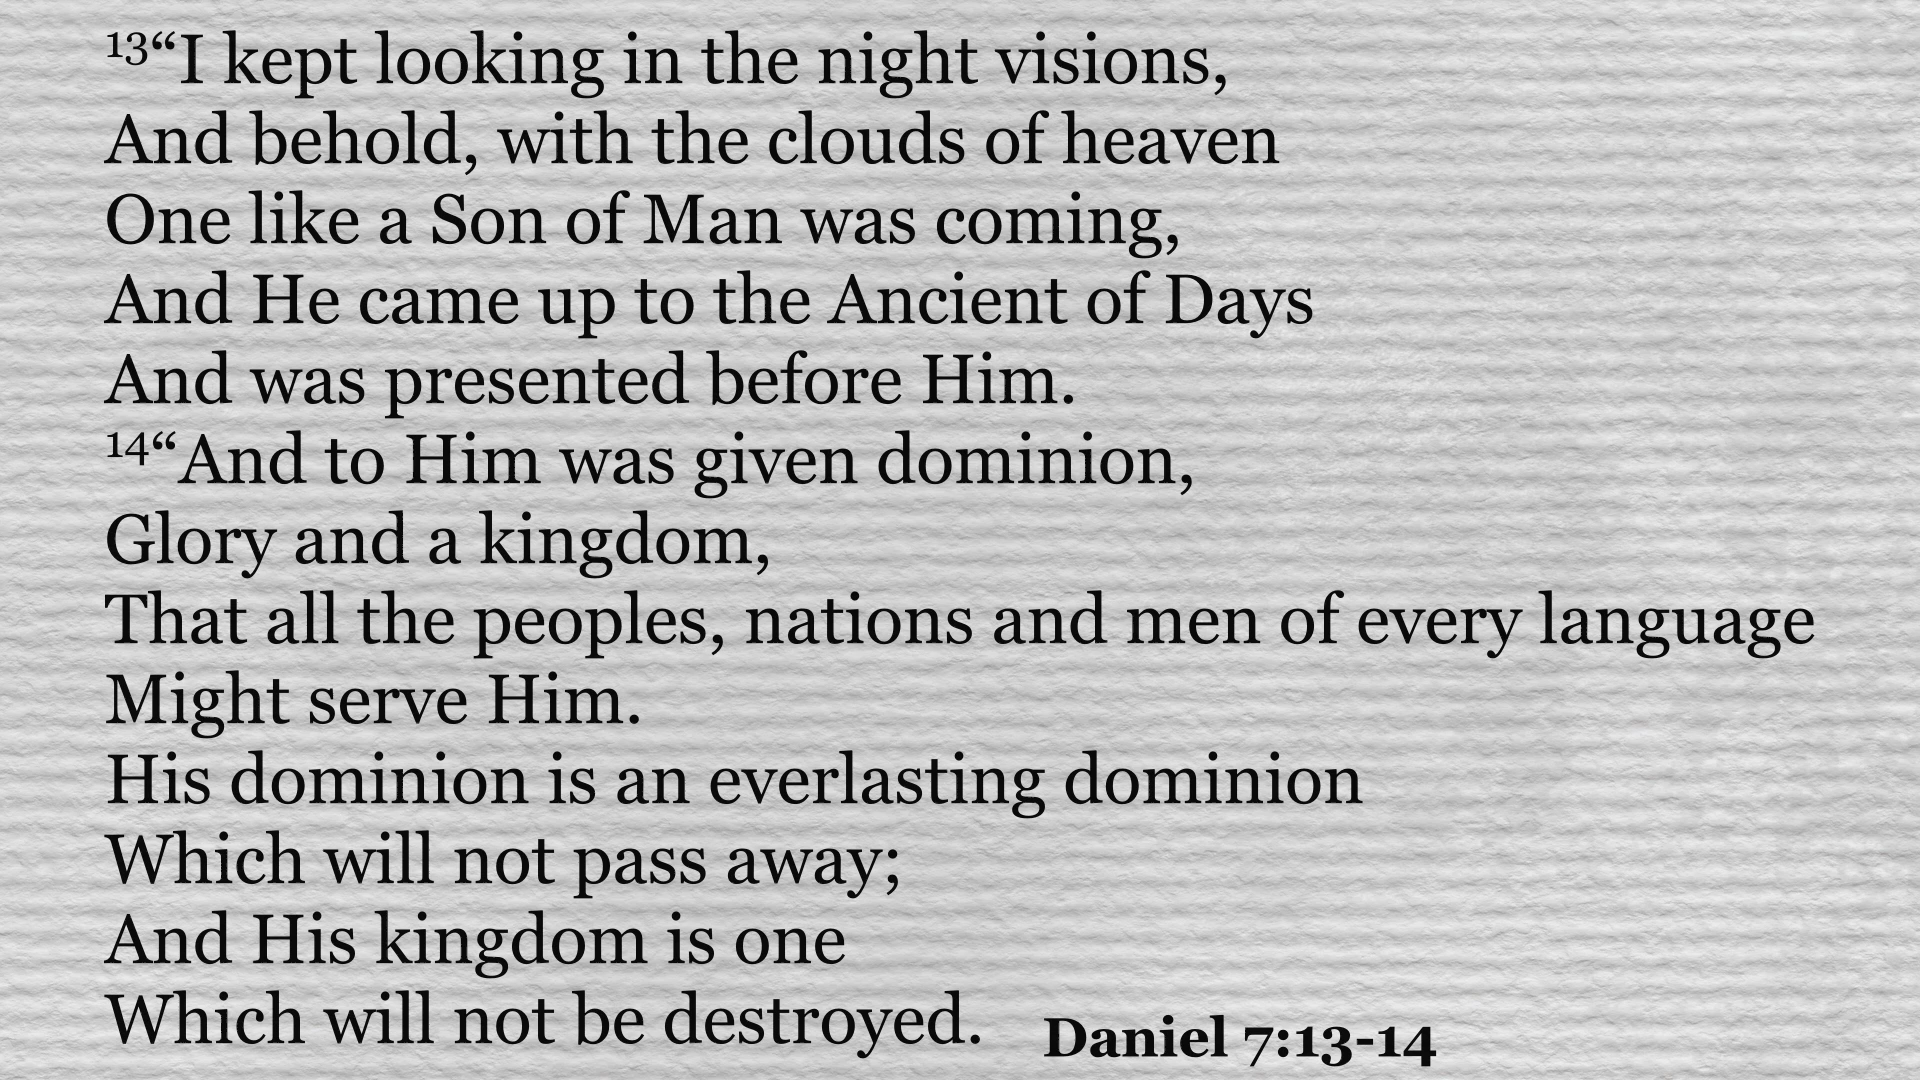 13“I kept looking in the night visions,
And behold, with the clouds of heaven
One like a Son of Man was coming,
And He came up to the Ancient of Days
And was presented before Him.
14“And to Him was given dominion,
Glory and a kingdom,
That all the peoples, nations and men of every language
Might serve Him.
His dominion is an everlasting dominion
Which will not pass away;
And His kingdom is one
Which will not be destroyed.
Daniel 7:13-14